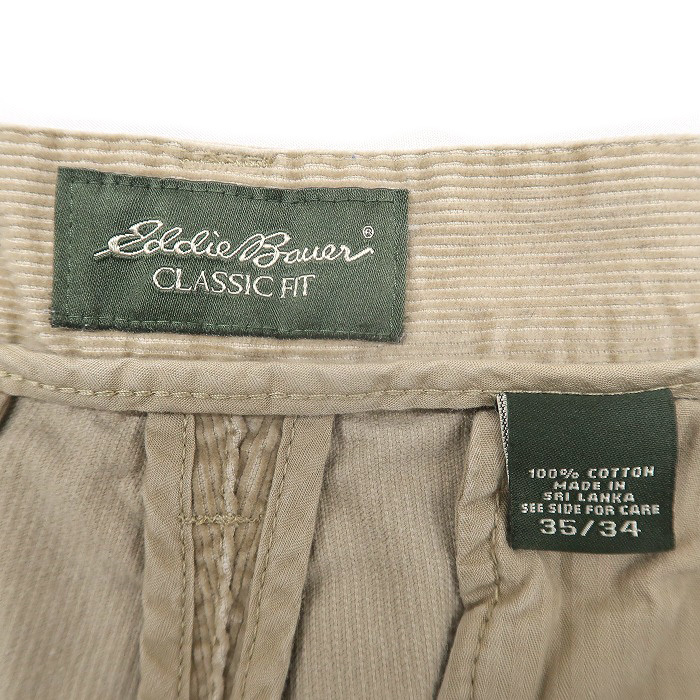 Eddie Bauer®
CLASSIC FIT
100% COTTON
MADE IN
SRI LANKA
SEE SIDE FOR CARE
35/34